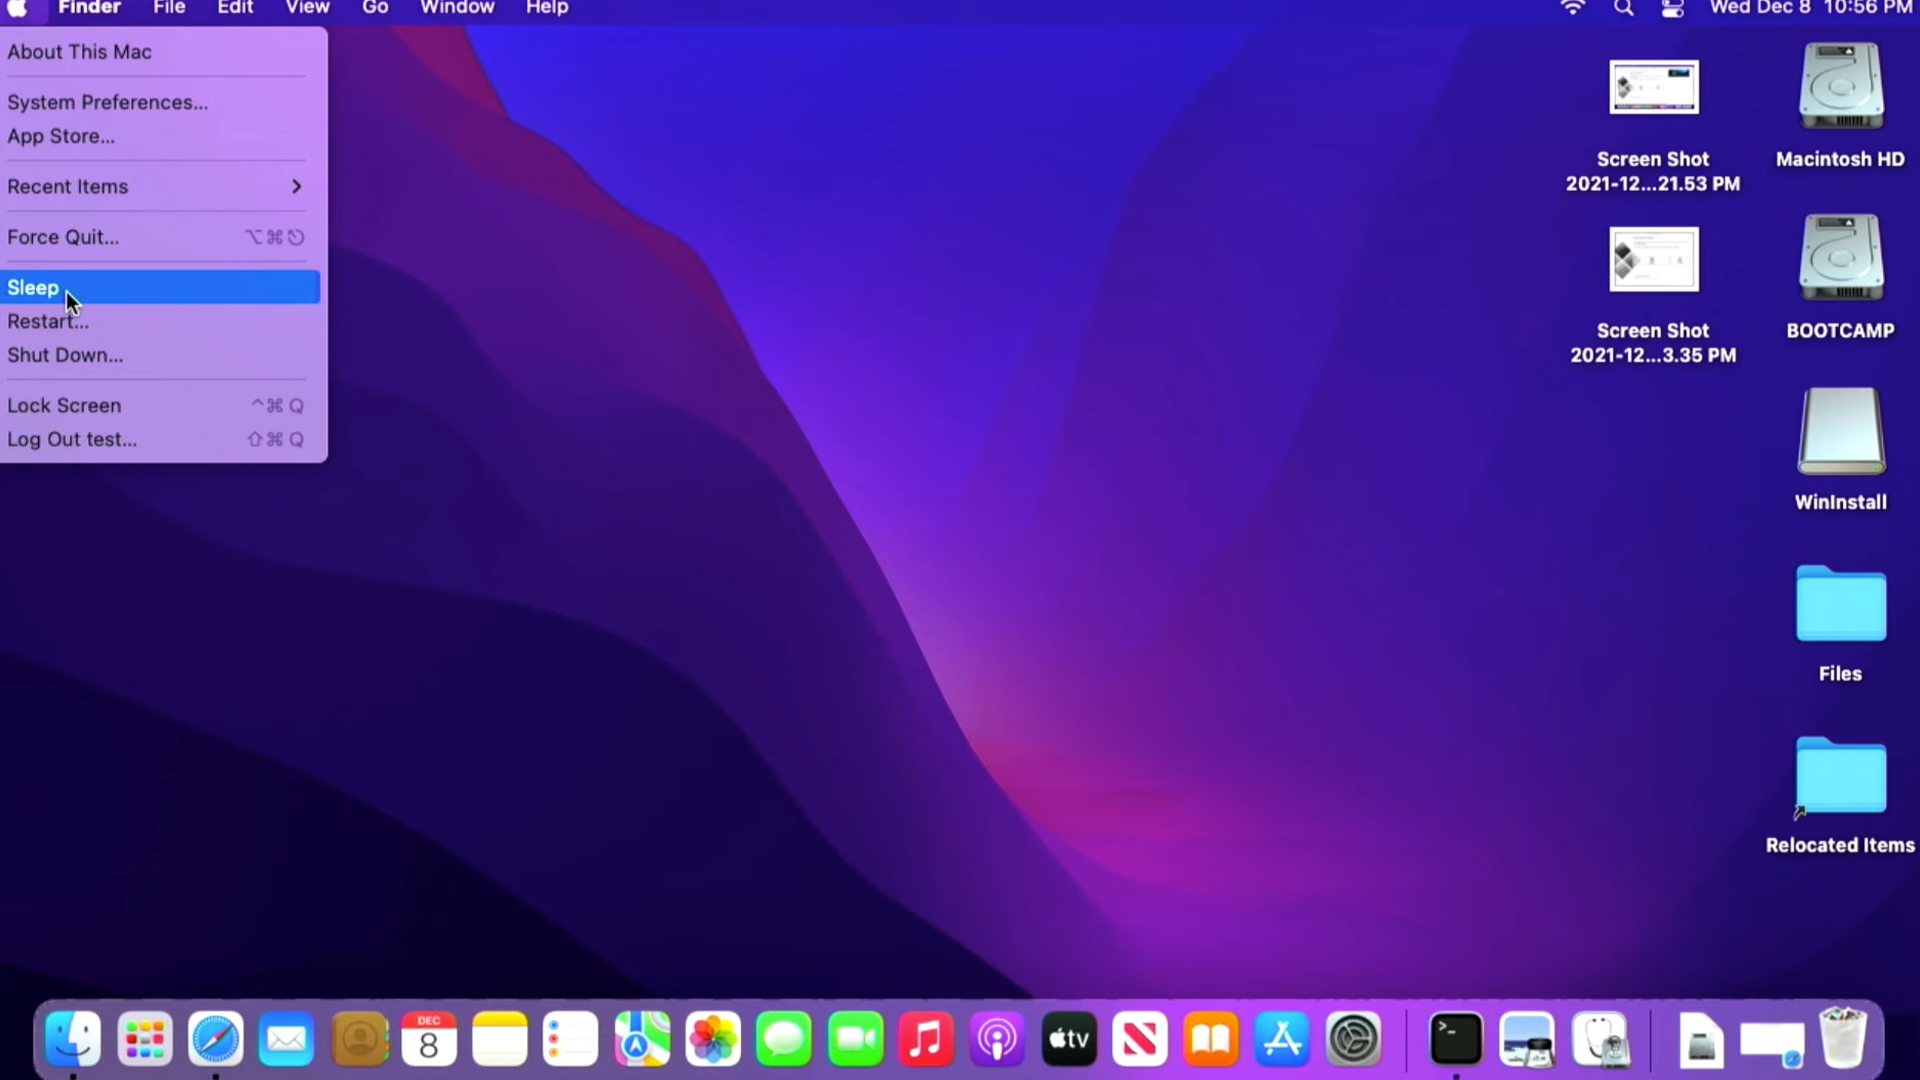 Finder File Edit View Go Window Help Wed Dec 8 10:56 PM
About This Mac
System Preferences...
App Store...
Recent Items
Force Quit... ⌥⌘⎋
Sleep
Restart...
Shut Down...
Lock Screen ^⌘Q
Log Out test... ⇧⌘Q
Screen Shot
2021-12...21.53 PM
Macintosh HD
Screen Shot
2021-12...3.35 PM
BOOTCAMP
WinInstall
Files
Relocated Items
DEC
8
tv
>_